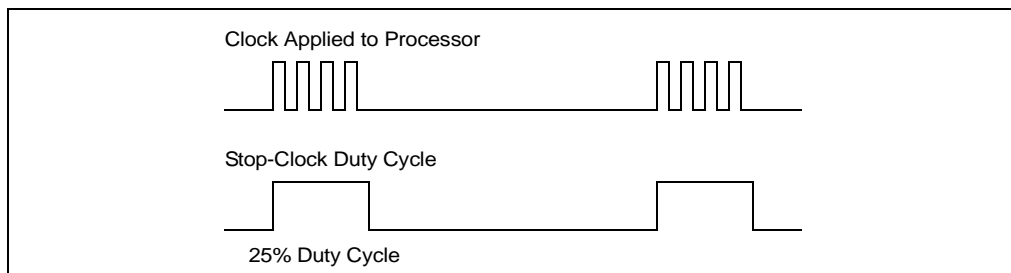 Clock Applied to Processor
Stop-Clock Duty Cycle
25% Duty Cycle